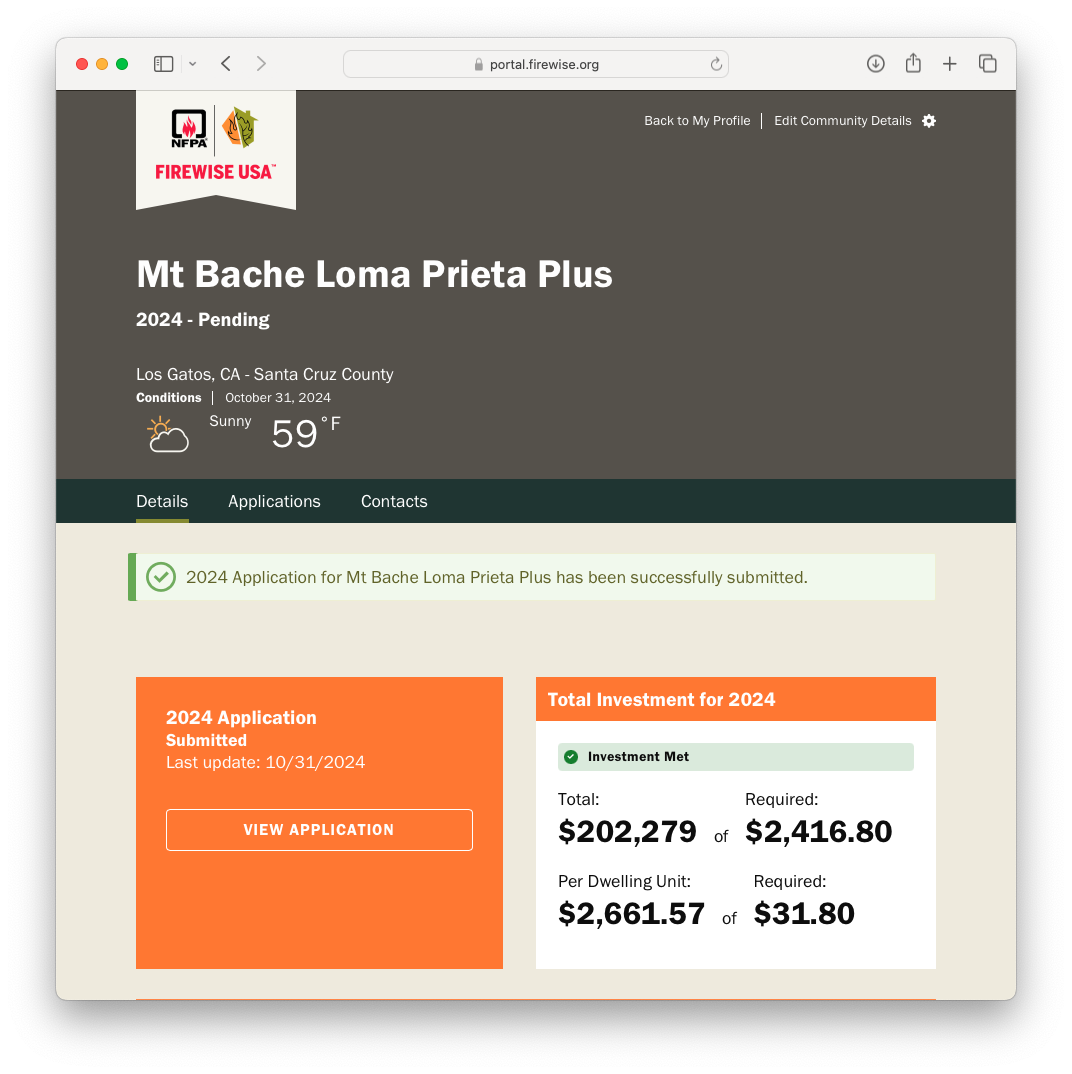 portal.firewise.org
NFPA
FIREWISE USA™
Back to My Profile | Edit Community Details
Mt Bache Loma Prieta Plus
2024 - Pending
Los Gatos, CA - Santa Cruz County
Conditions | October 31, 2024
Sunny 59 °F
Details Applications Contacts
2024 Application for Mt Bache Loma Prieta Plus has been successfully submitted.
2024 Application
Submitted
Last update: 10/31/2024
VIEW APPLICATION
Total Investment for 2024
Investment Met
Total: Required:
$202,279 of $2,416.80
Per Dwelling Unit: Required:
$2,661.57 of $31.80